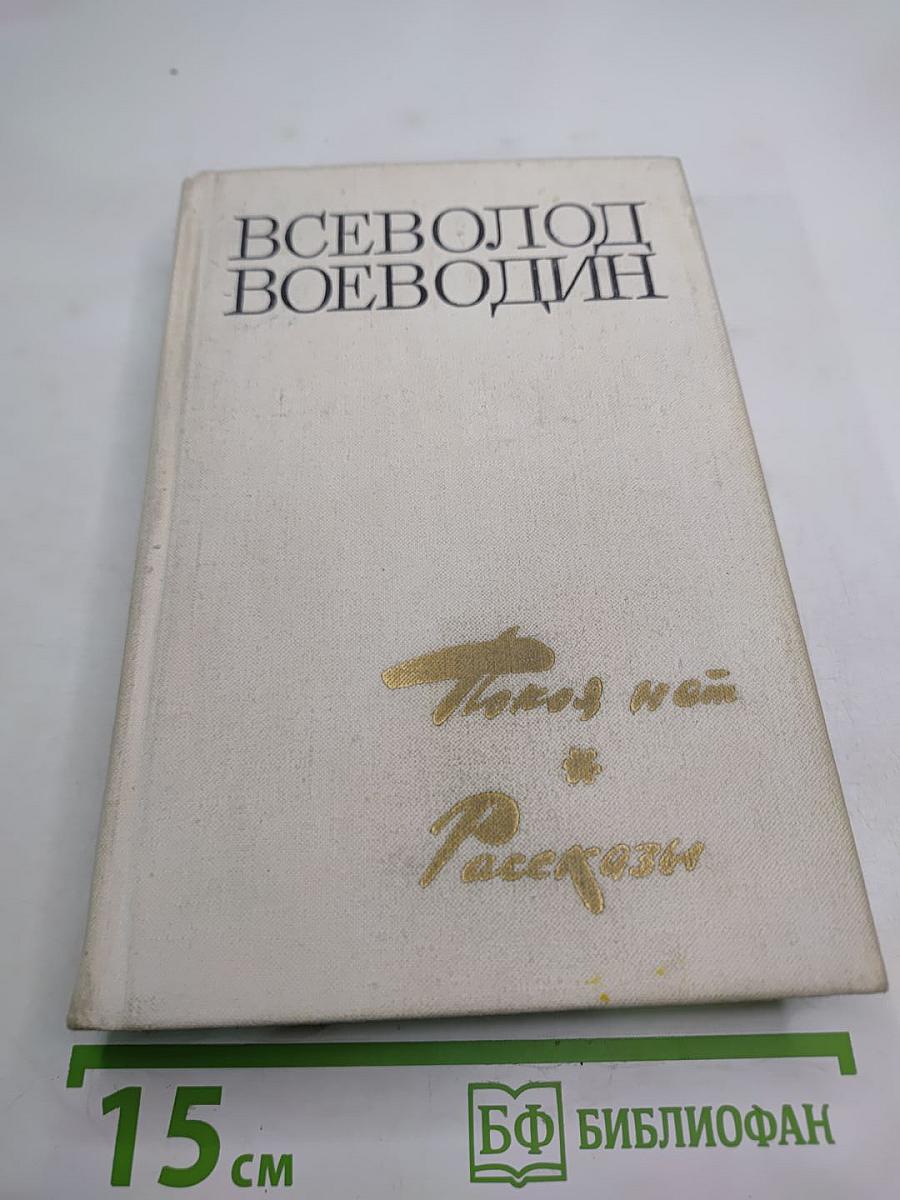 ВСЕВОЛОД
ВОЕВОДИН
Покоя нет
*
Рассказы
15 см
БФ БИБЛИОФАН